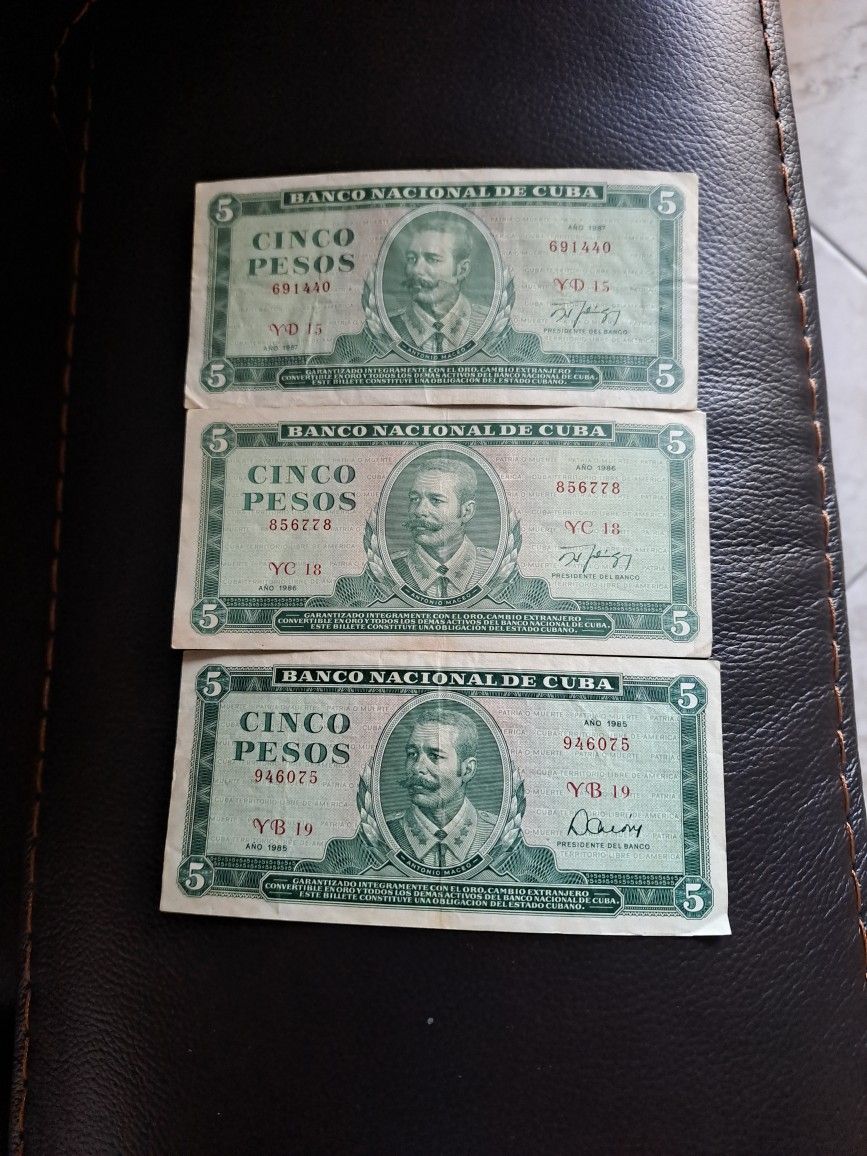 BANCO NACIONAL DE CUBA
5 5
CINCO
PESOS
AÑO 1987
691440
691440
YD 15
YD 15
PRESIDENTE DEL BANCO
AÑO 1987
ANTONIO MACEO
5 5
GARANTIZADO INTEGRAMENTE CON EL ORO, CAMBIO EXTRANJERO
CONVERTIBLE EN ORO Y TODOS LOS DEMAS ACTIVOS DEL BANCO NACIONAL DE CUBA.
ESTE BILLETE CONSTITUYE UNA OBLIGACION DEL ESTADO CUBANO.
BANCO NACIONAL DE CUBA
5 5
CINCO
PESOS
AÑO 1986
856778
856778
YC 18
YC 18
PRESIDENTE DEL BANCO
AÑO 1986
ANTONIO MACEO
5 5
GARANTIZADO INTEGRAMENTE CON EL ORO, CAMBIO EXTRANJERO
CONVERTIBLE EN ORO Y TODOS LOS DEMAS ACTIVOS DEL BANCO NACIONAL DE CUBA.
ESTE BILLETE CONSTITUYE UNA OBLIGACION DEL ESTADO CUBANO.
BANCO NACIONAL DE CUBA
5 5
CINCO
PESOS
AÑO 1985
946075
946075
YB 19
YB 19
PRESIDENTE DEL BANCO
AÑO 1985
ANTONIO MACEO
5 5
GARANTIZADO INTEGRAMENTE CON EL ORO, CAMBIO EXTRANJERO
CONVERTIBLE EN ORO Y TODOS LOS DEMAS ACTIVOS DEL BANCO NACIONAL DE CUBA.
ESTE BILLETE CONSTITUYE UNA OBLIGACION DEL ESTADO CUBANO.